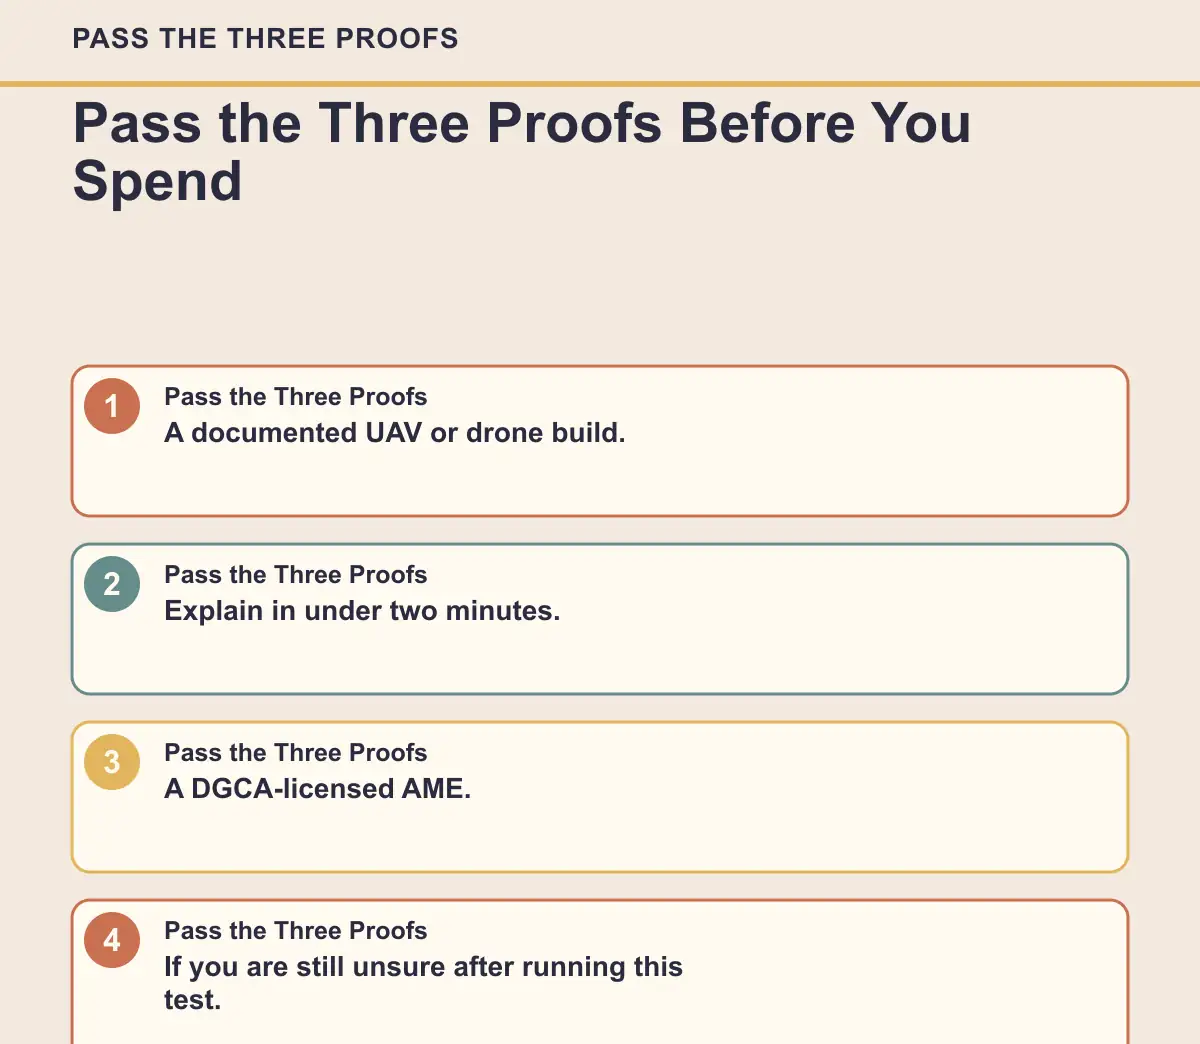 PASS THE THREE PROOFS
Pass the Three Proofs Before You
Spend
1
Pass the Three Proofs
A documented UAV or drone build.
2
Pass the Three Proofs
Explain in under two minutes.
3
Pass the Three Proofs
A DGCA-licensed AME.
4
Pass the Three Proofs
If you are still unsure after running this
test.